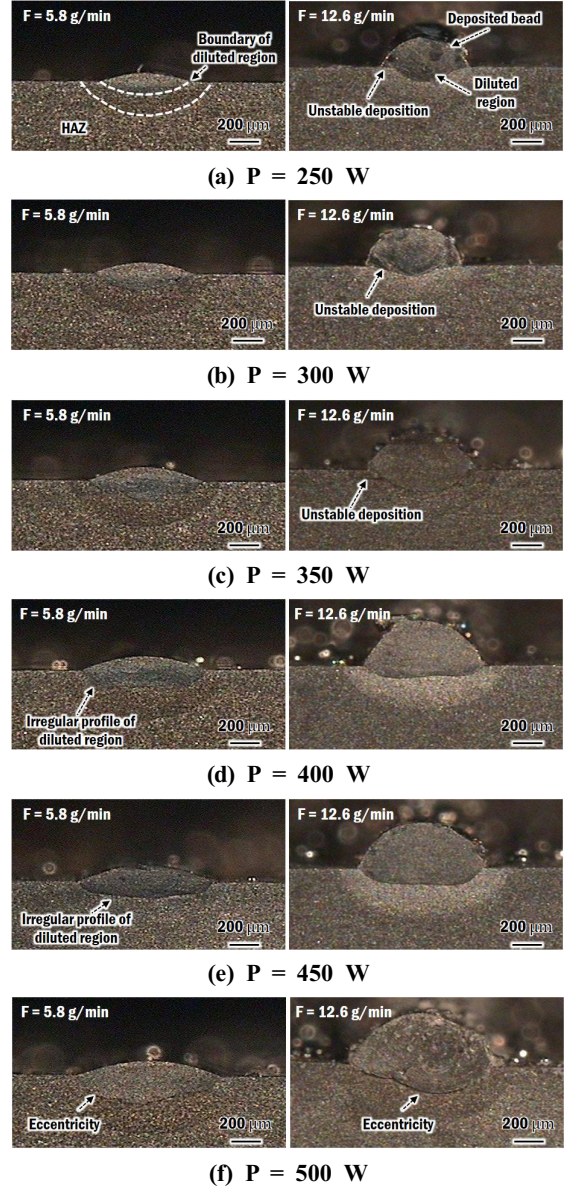 F = 5.8 g/min
Boundary of
diluted region
HAZ
200 μm
F = 12.6 g/min
Deposited bead
Unstable deposition
Diluted
region
200 μm
(a) P = 250 W
F = 5.8 g/min
200 μm
F = 12.6 g/min
Unstable deposition
200 μm
(b) P = 300 W
F = 5.8 g/min
200 μm
F = 12.6 g/min
Unstable deposition
200 μm
(c) P = 350 W
F = 5.8 g/min
Irregular profile of
diluted region
200 μm
F = 12.6 g/min
200 μm
(d) P = 400 W
F = 5.8 g/min
Irregular profile of
diluted region
200 μm
F = 12.6 g/min
200 μm
(e) P = 450 W
F = 5.8 g/min
Eccentricity
200 μm
F = 12.6 g/min
Eccentricity
200 μm
(f) P = 500 W